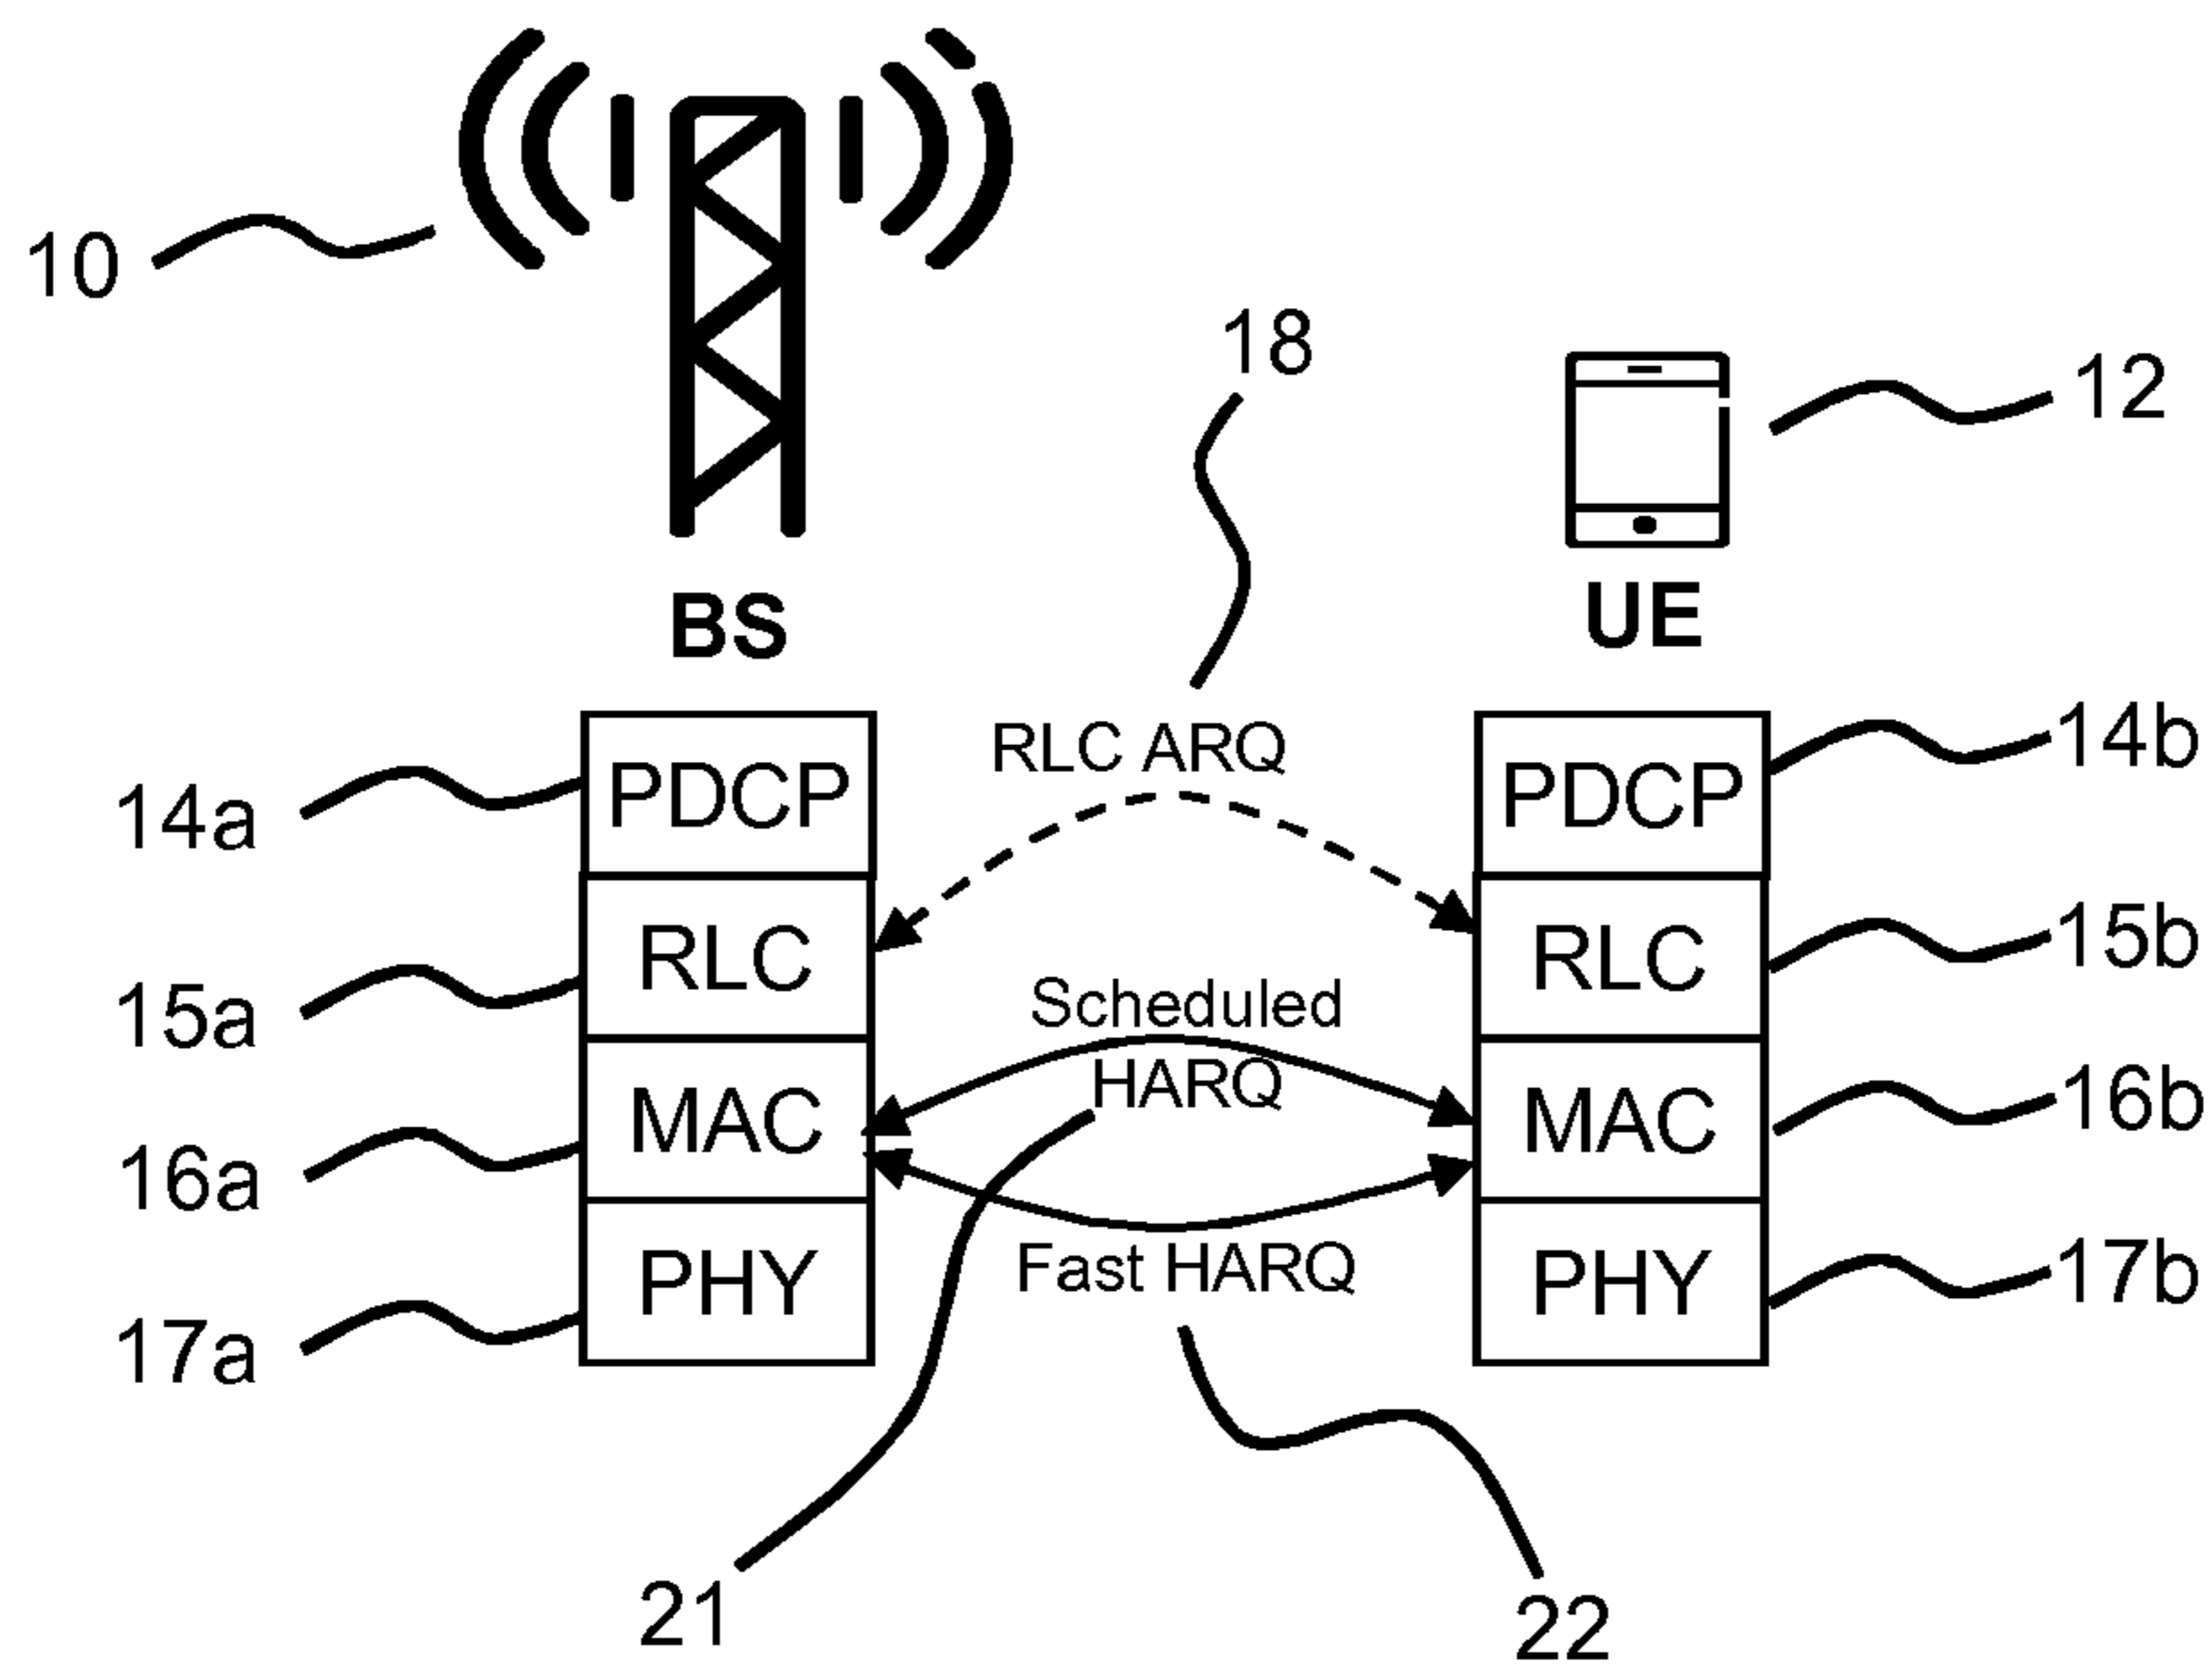 10
18
12
BS
UE
RLC ARQ
14a
PDCP
PDCP
14b
15a
RLC
RLC
15b
Scheduled
HARQ
16a
MAC
MAC
16b
Fast HARQ
17a
PHY
PHY
17b
21
22